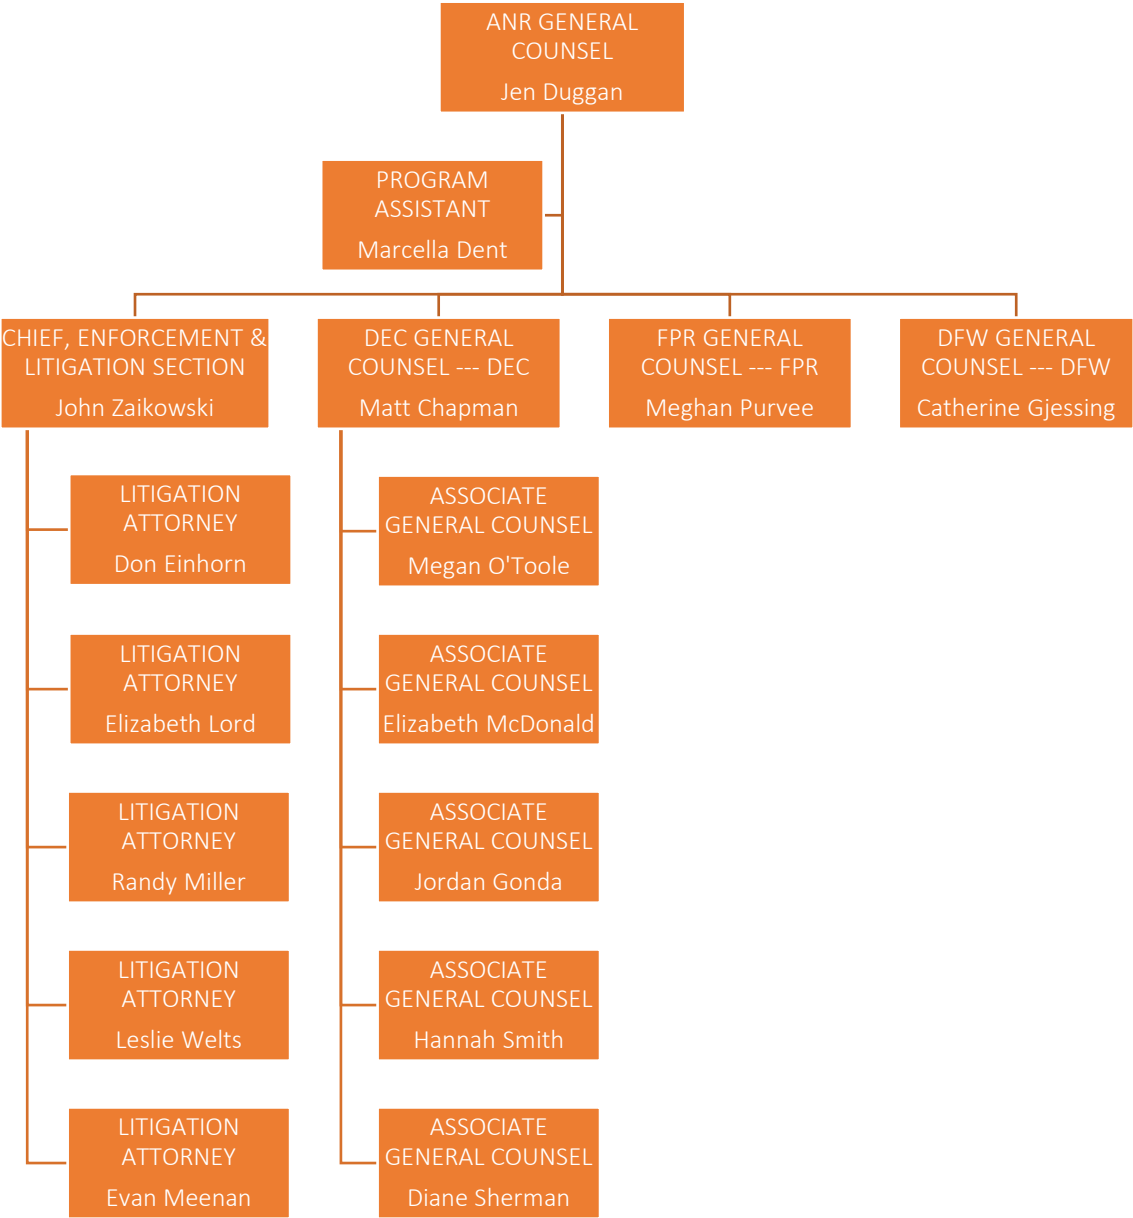 ANR GENERAL
COUNSEL
Jen Duggan
PROGRAM
ASSISTANT
Marcella Dent
CHIEF, ENFORCEMENT &
LITIGATION SECTION
John Zaikowski
DEC GENERAL
COUNSEL --- DEC
Matt Chapman
FPR GENERAL
COUNSEL --- FPR
Meghan Purvee
DFW GENERAL
COUNSEL --- DFW
Catherine Gjessing
LITIGATION
ATTORNEY
Don Einhorn
LITIGATION
ATTORNEY
Elizabeth Lord
LITIGATION
ATTORNEY
Randy Miller
LITIGATION
ATTORNEY
Leslie Welts
LITIGATION
ATTORNEY
Evan Meenan
ASSOCIATE
GENERAL COUNSEL
Megan O'Toole
ASSOCIATE
GENERAL COUNSEL
Elizabeth McDonald
ASSOCIATE
GENERAL COUNSEL
Jordan Gonda
ASSOCIATE
GENERAL COUNSEL
Hannah Smith
ASSOCIATE
GENERAL COUNSEL
Diane Sherman